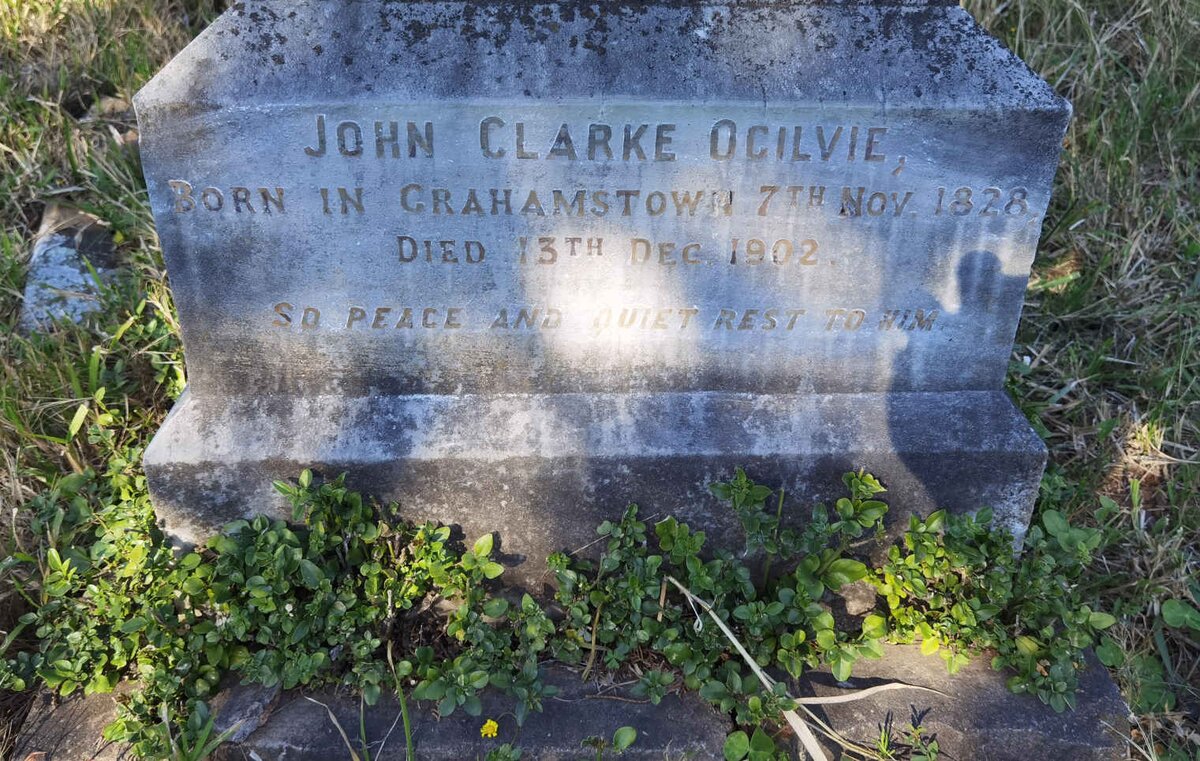 JOHN CLARKE OGILVIE,
BORN IN GRAHAMSTOWN 7TH NOV. 1828,
DIED 13TH DEC. 1902.
SO PEACE AND QUIET REST TO HIM.